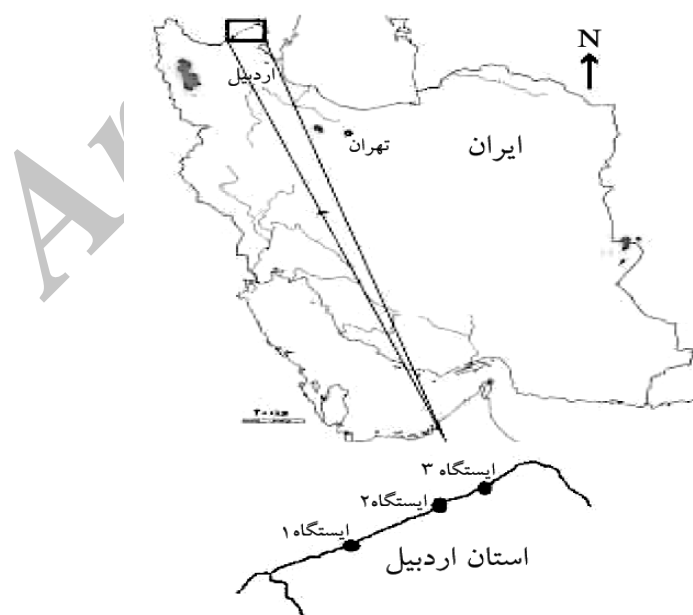 N
اردبیل
تهران
ایران
ایستگاه ۳
ایستگاه۲
ایستگاه۱
استان اردبیل